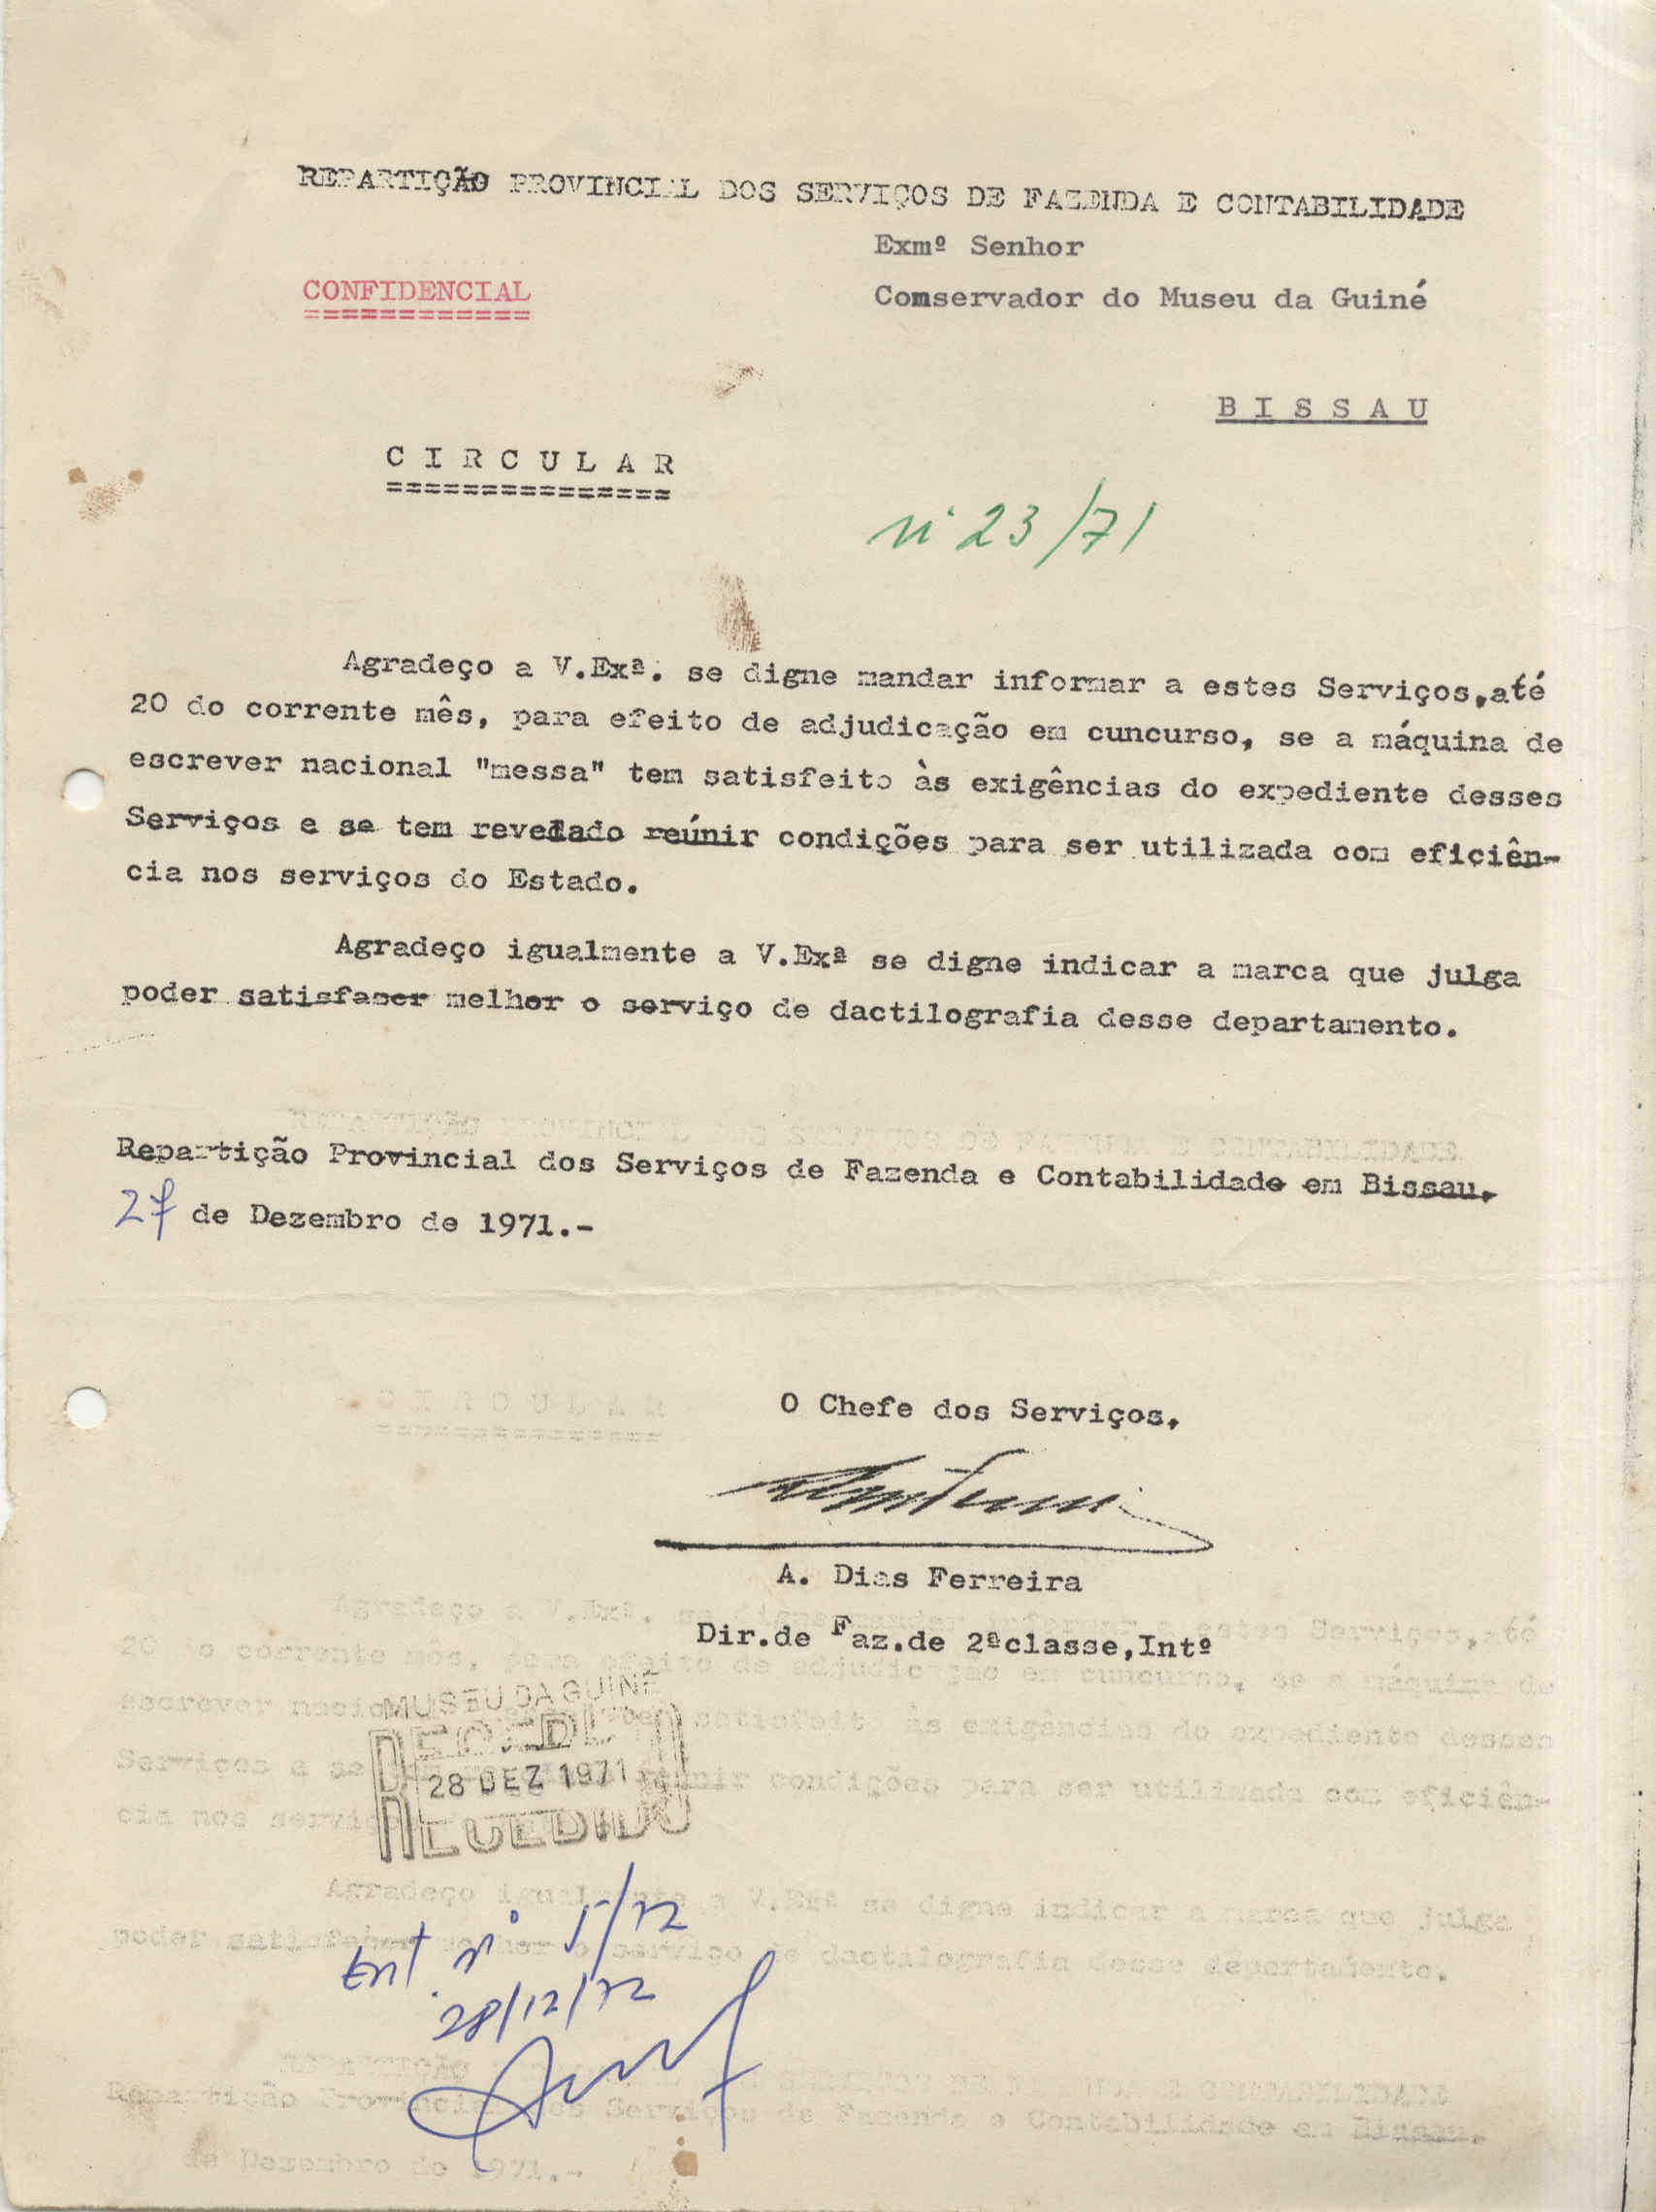 REPARTIÇÃO PROVINCIAL DOS SERVIÇOS DE FAZENDA E CONTABILIDADE
Exmº Senhor
CONFIDENCIAL
============
Comservador do Museu da Guiné
B I S S A U
C I R C U L A R
===============
nº 23/71
Agradeço a V.Exª. se digne mandar informar a estes Serviços,até
20 do corrente mês, para efeito de adjudicação em cuncurso, se a máquina de
escrever nacional "messa" tem satisfeito às exigências do expediente desses
Serviços e se tem revelado reúnir condições para ser utilizada com eficiên-
cia nos serviços do Estado.
Agradeço igualmente a V.Exª se digne indicar a marca que julga
poder satisfazer melhor o serviço de dactilografia desse departamento.
Repartição Provincial dos Serviços de Fazenda e Contabilidade em Bissau,
27 de Dezembro de 1971.-
O Chefe dos Serviços,
A. Dias Ferreira
Dir.de Faz.de 2ªclasse,Intº
MUSEU DA GUINÉ
RECEDIDO
28 DEZ 1971
RECEDIDO
Ent nº 5/72
28/12/72